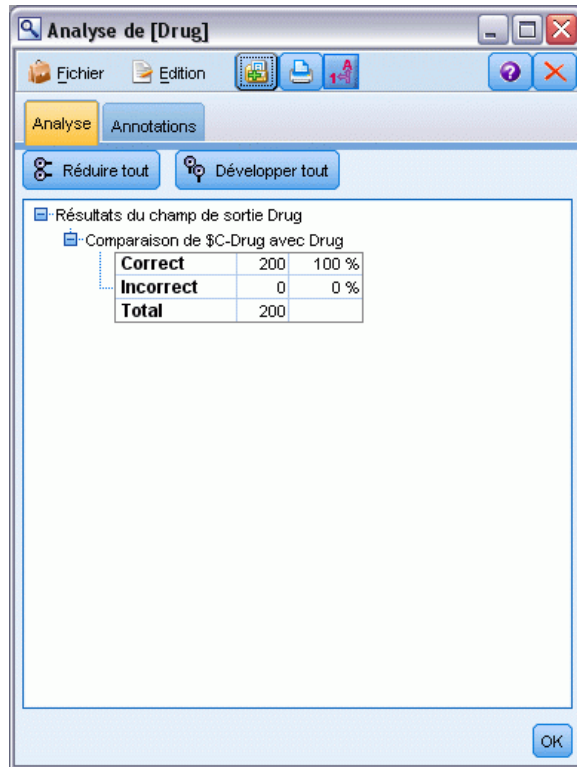 Analyse de [Drug]
Fichier Edition
Analyse Annotations
Réduire tout Développer tout
Résultats du champ de sortie Drug
Comparaison de $C-Drug avec Drug
Correct 200 100 %
Incorrect 0 0 %
Total 200
OK